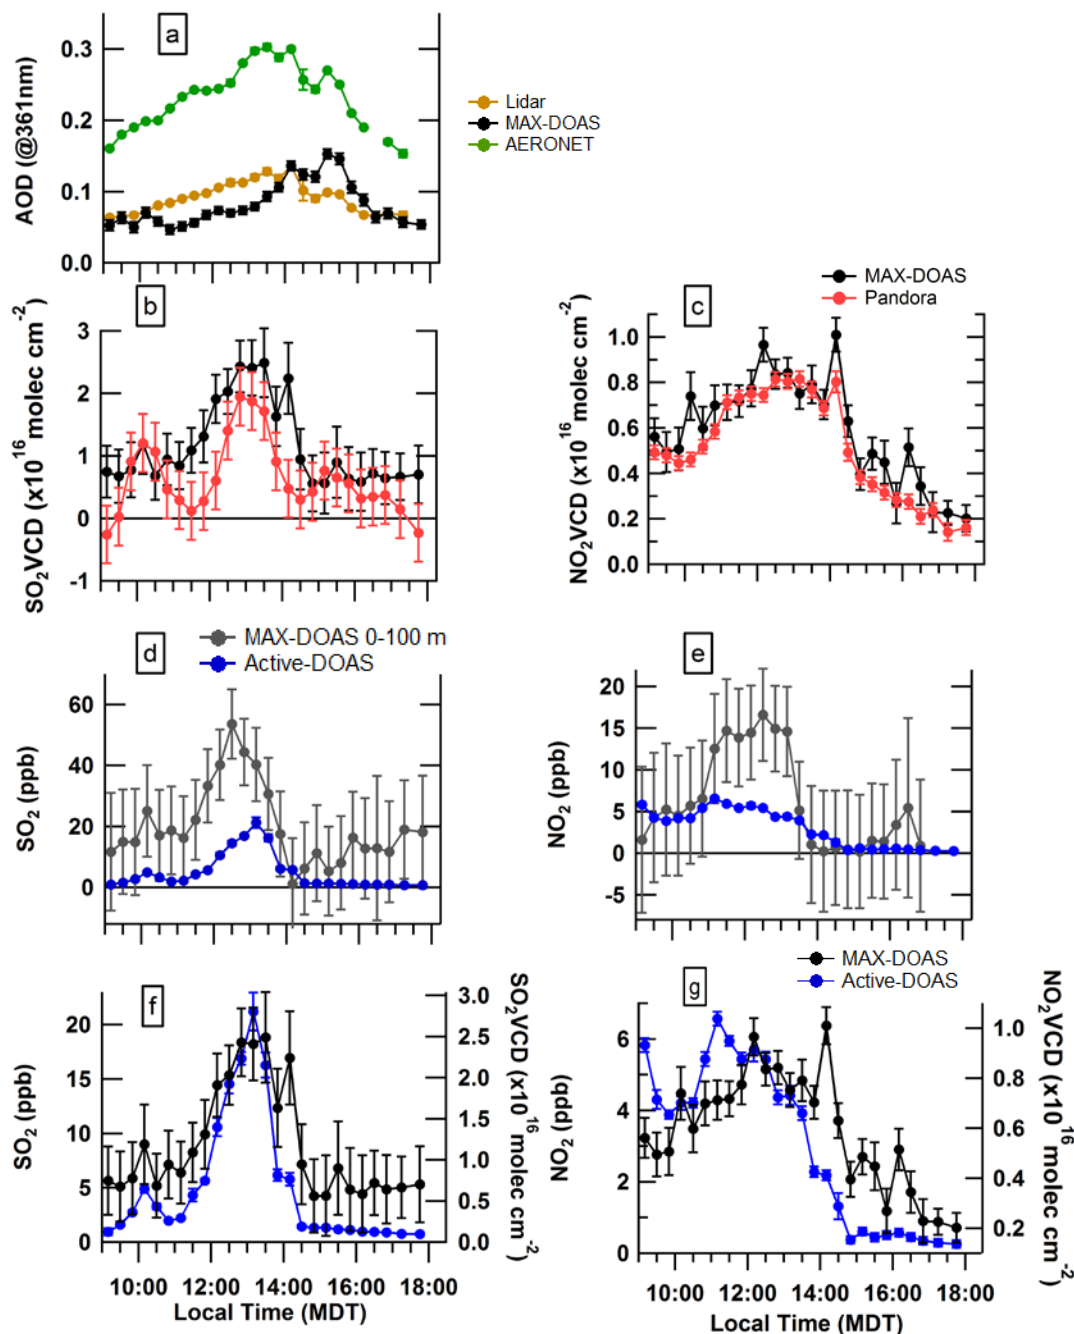 a
AOD (@361nm)
0.3
0.2
0.1
0.0
Lidar
MAX-DOAS
AERONET
b
SO2VCD (x10^16 molec cm^-2)
3
2
1
0
-1
MAX-DOAS
Pandora
c
NO2VCD (x10^16 molec cm^-2)
1.0
0.8
0.6
0.4
0.2
0.0
d
MAX-DOAS 0-100 m
Active-DOAS
SO2 (ppb)
60
40
20
0
e
NO2 (ppb)
20
15
10
5
0
-5
f
SO2 (ppb)
20
15
10
5
0
SO2VCD (x10^16 molec cm^-2)
3.0
2.5
2.0
1.5
1.0
0.5
0.0
10:00 12:00 14:00 16:00 18:00
Local Time (MDT)
MAX-DOAS
Active-DOAS
g
NO2 (ppb)
6
4
2
0
NO2VCD (x10^16 molec cm^-2)
1.0
0.8
0.6
0.4
0.2
10:00 12:00 14:00 16:00 18:00
Local Time (MDT)